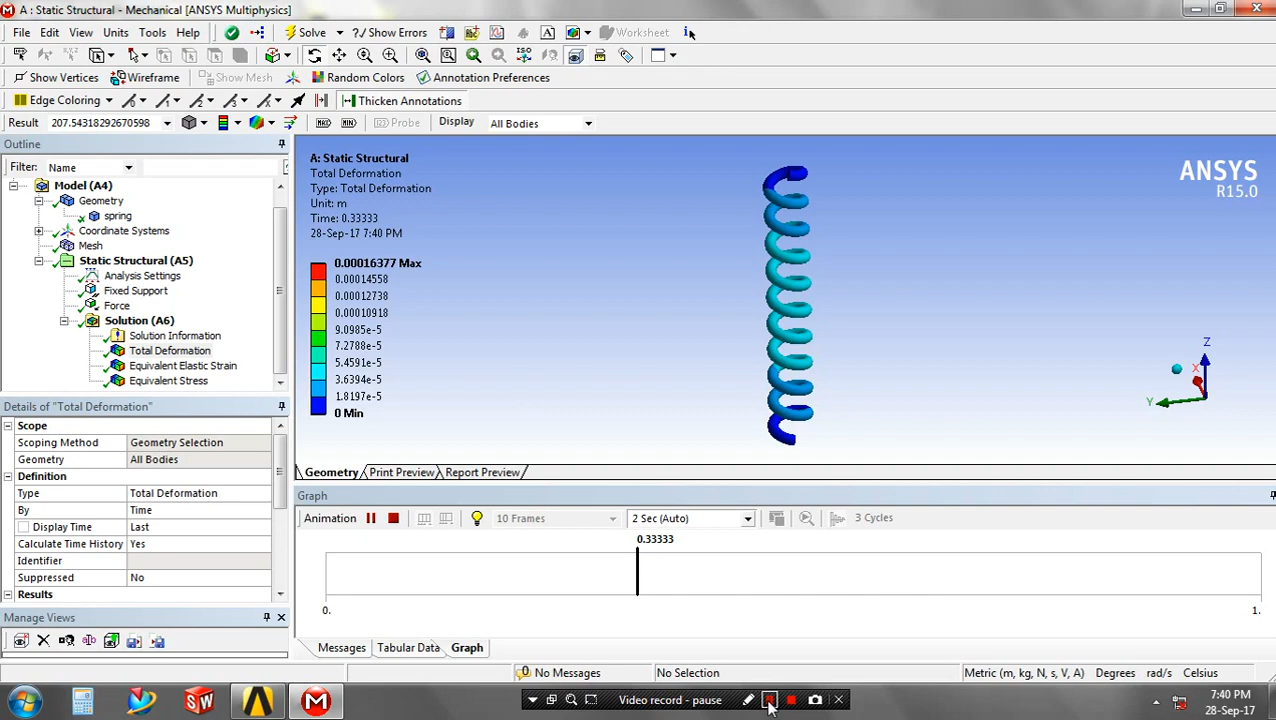 A : Static Structural - Mechanical [ANSYS Multiphysics]
File Edit View Units Tools Help Solve ?/ Show Errors Worksheet
Show Vertices Wireframe Show Mesh Random Colors Annotation Preferences
Edge Coloring Thicken Annotations
Result 207.54318292670598 MAX MIN Probe Display All Bodies
Outline
Filter: Name
Model (A4)
Geometry
spring
Coordinate Systems
Mesh
Static Structural (A5)
Analysis Settings
Fixed Support
Force
Solution (A6)
Solution Information
Total Deformation
Equivalent Elastic Strain
Equivalent Stress
Details of "Total Deformation"
Scope
Scoping Method Geometry Selection
Geometry All Bodies
Definition
Type Total Deformation
By Time
Display Time Last
Calculate Time History Yes
Identifier
Suppressed No
Results
Manage Views
A: Static Structural
Total Deformation
Type: Total Deformation
Unit: m
Time: 0.33333
28-Sep-17 7:40 PM
0.00016377 Max
0.00014558
0.00012738
0.00010918
9.0985e-5
7.2788e-5
5.4591e-5
3.6394e-5
1.8197e-5
0 Min
ANSYS
R15.0
Z
X
Y
Geometry Print Preview Report Preview
Graph
Animation 10 Frames 2 Sec (Auto) 3 Cycles
0.33333
0. 1.
Messages Tabular Data Graph
No Messages No Selection Metric (m, kg, N, s, V, A) Degrees rad/s Celsius
Video record - pause
7:40 PM
28-Sep-17